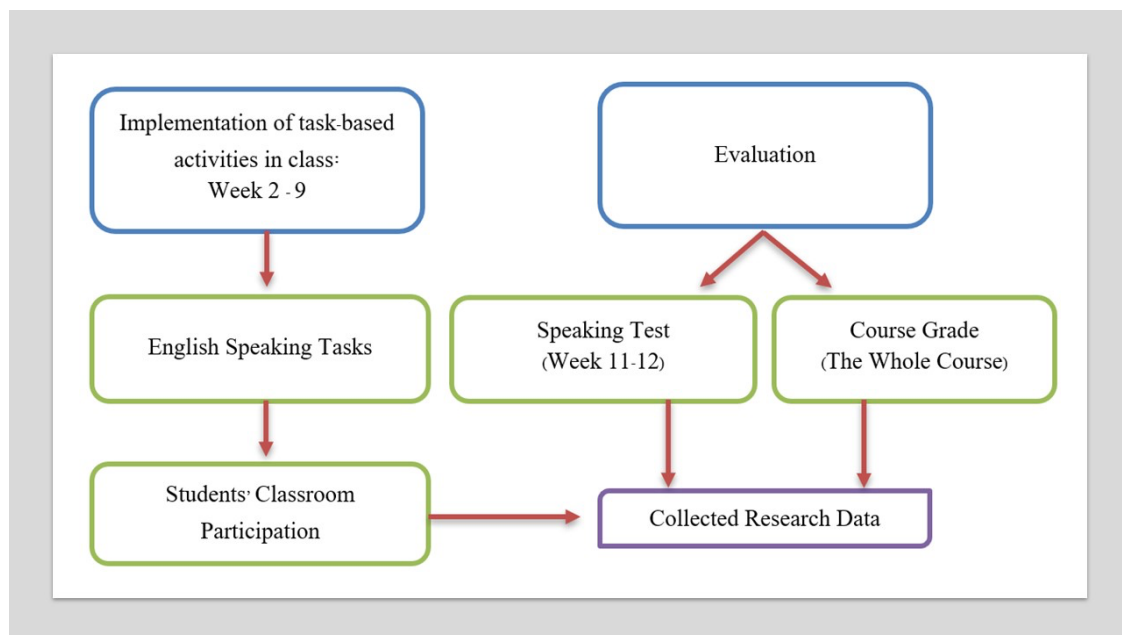 Implementation of task-based
activities in class:
Week 2 - 9
Evaluation
English Speaking Tasks
Speaking Test
(Week 11-12)
Course Grade
(The Whole Course)
Students' Classroom
Participation
Collected Research Data